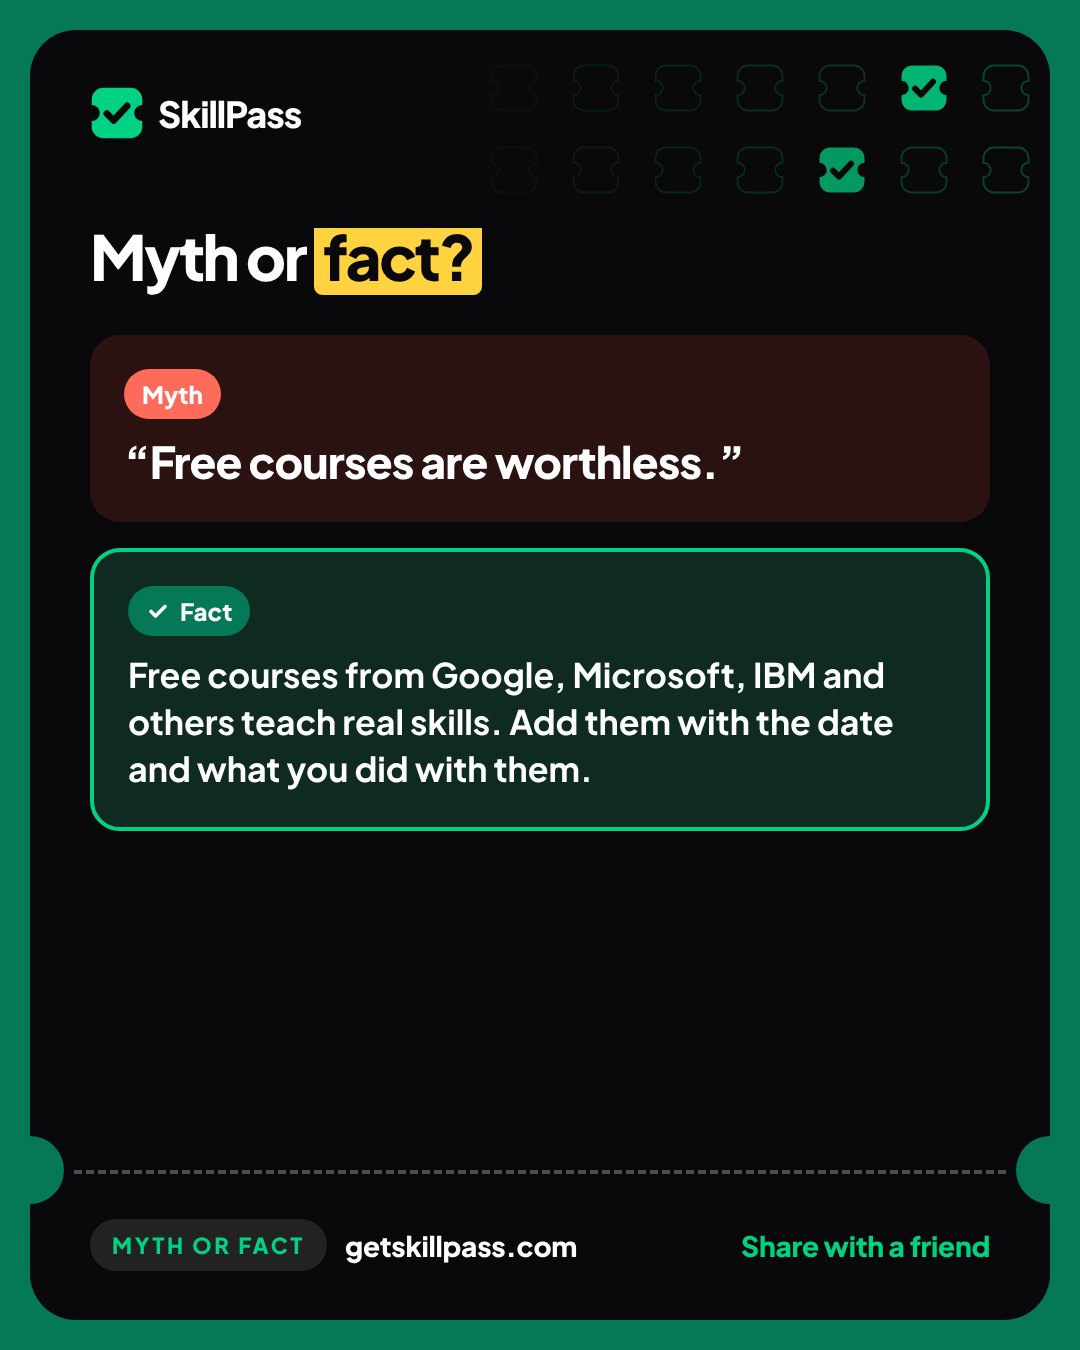 SkillPass
Myth or fact?
Myth
“Free courses are worthless.”
Fact
Free courses from Google, Microsoft, IBM and
others teach real skills. Add them with the date
and what you did with them.
MYTH OR FACT getskillpass.com Share with a friend